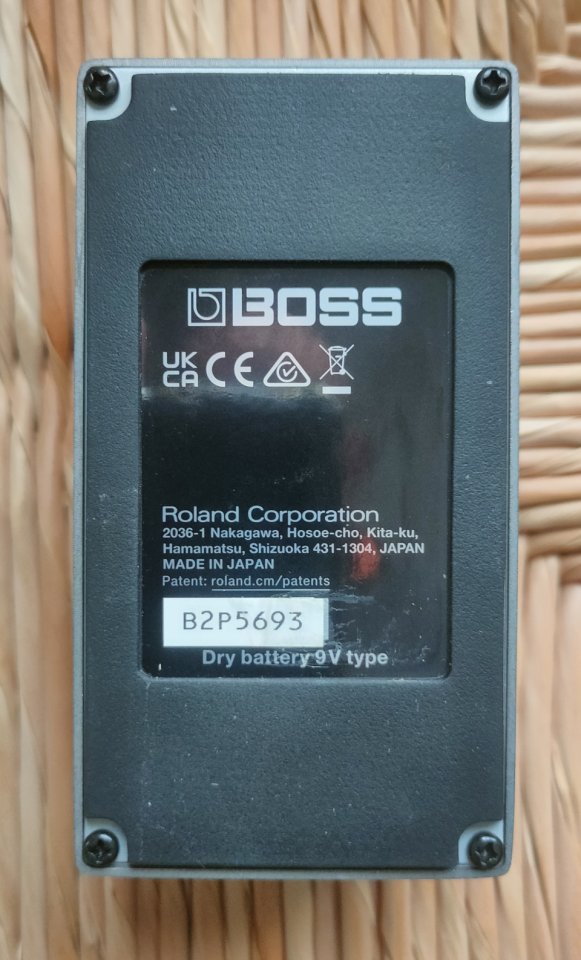 BOSS
UK
CA CE
Roland Corporation
2036-1 Nakagawa, Hosoe-cho, Kita-ku,
Hamamatsu, Shizuoka 431-1304, JAPAN
MADE IN JAPAN
Patent: roland.cm/patents
B2P5693
Dry battery 9V type